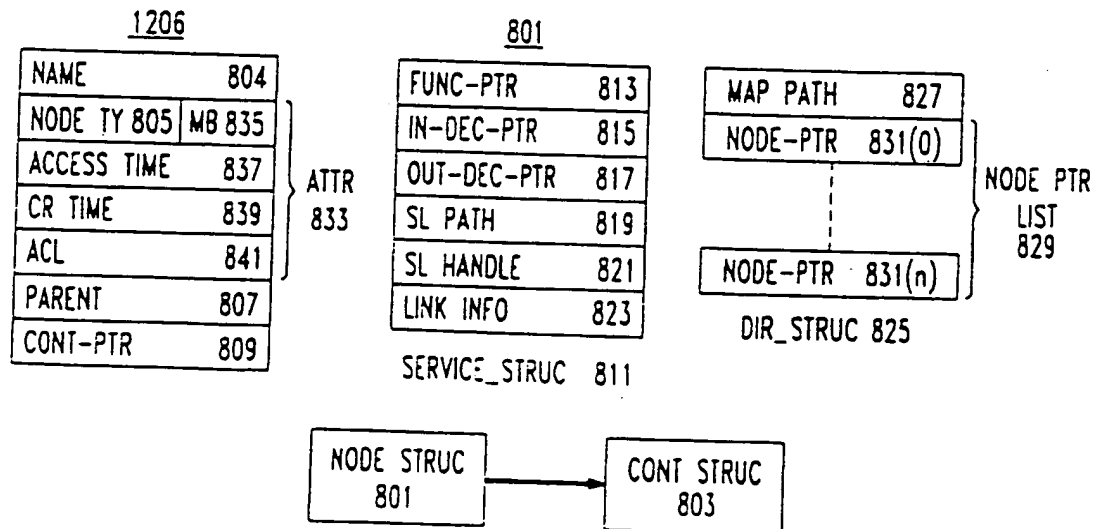 1206
NAME 804
NODE TY 805 MB 835
ACCESS TIME 837
CR TIME 839
ACL 841
PARENT 807
CONT-PTR 809
ATTR
833
801
FUNC-PTR 813
IN-DEC-PTR 815
OUT-DEC-PTR 817
SL PATH 819
SL HANDLE 821
LINK INFO 823
SERVICE_STRUC 811
MAP PATH 827
NODE-PTR 831(0)
NODE-PTR 831(n)
DIR_STRUC 825
NODE PTR
LIST
829
NODE STRUC
801
CONT STRUC
803